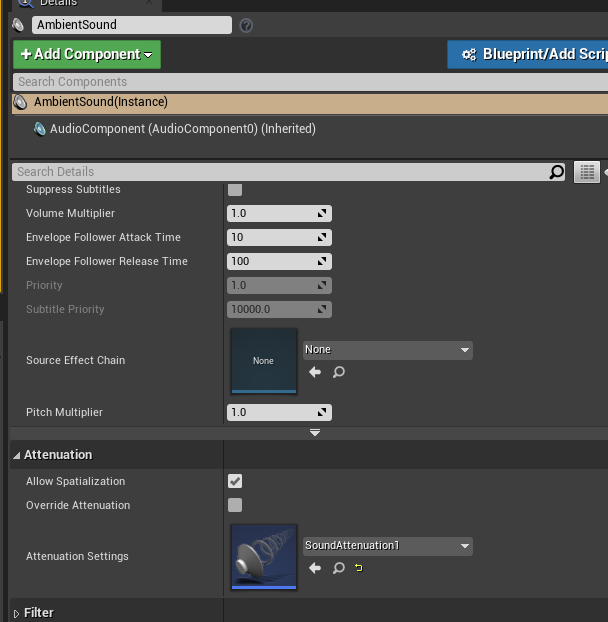 Details
AmbientSound
+Add Component
Blueprint/Add Scri
Search Components
AmbientSound(Instance)
AudioComponent (AudioComponent0) (Inherited)
Search Details
Suppress Subtitles
Volume Multiplier 1.0
Envelope Follower Attack Time 10
Envelope Follower Release Time 100
Priority 1.0
Subtitle Priority 10000.0
Source Effect Chain None None
Pitch Multiplier 1.0
Attenuation
Allow Spatialization
Override Attenuation
Attenuation Settings SoundAttenuation1
Filter